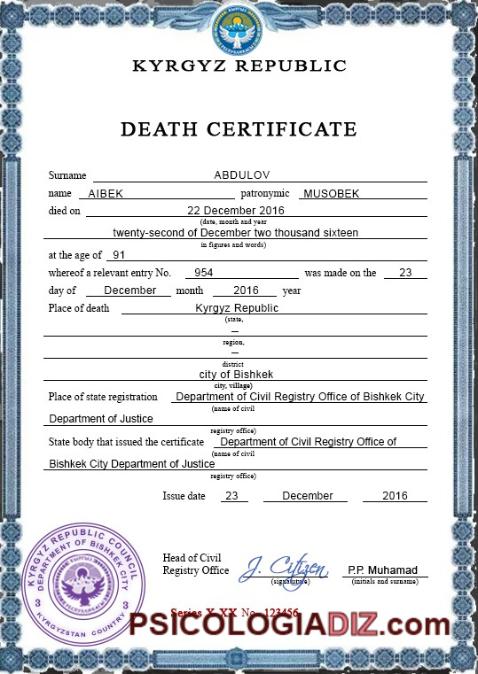 KYRGYZ REPUBLIC
DEATH CERTIFICATE
Surname ABDULOV
name AIBEK patronymic MUSOBEK
died on 22 December 2016
(date, month and year
twenty-second of December two thousand sixteen
in figures and words)
at the age of 91
whereof a relevant entry No. 954 was made on the 23
day of December month 2016 year
Place of death Kyrgyz Republic
(state,
—
region,
—
district
city of Bishkek
city, village)
Place of state registration Department of Civil Registry Office of Bishkek City
(name of civil
Department of Justice
registry office)
State body that issued the certificate Department of Civil Registry Office of
(name of civil
Bishkek City Department of Justice
registry office)
Issue date 23 December 2016
KYRGYZ REPUBLIC COUNCIL
DEPARTMENT OF BISHKEK CITY
3 3
KYRGYZSTAN COUNTRY
Head of Civil
Registry Office J. Citizen P.P. Muhamad
(signature) (initials and surname)
Series X-XX No. 123456
PSICOLOGIADIZ.com